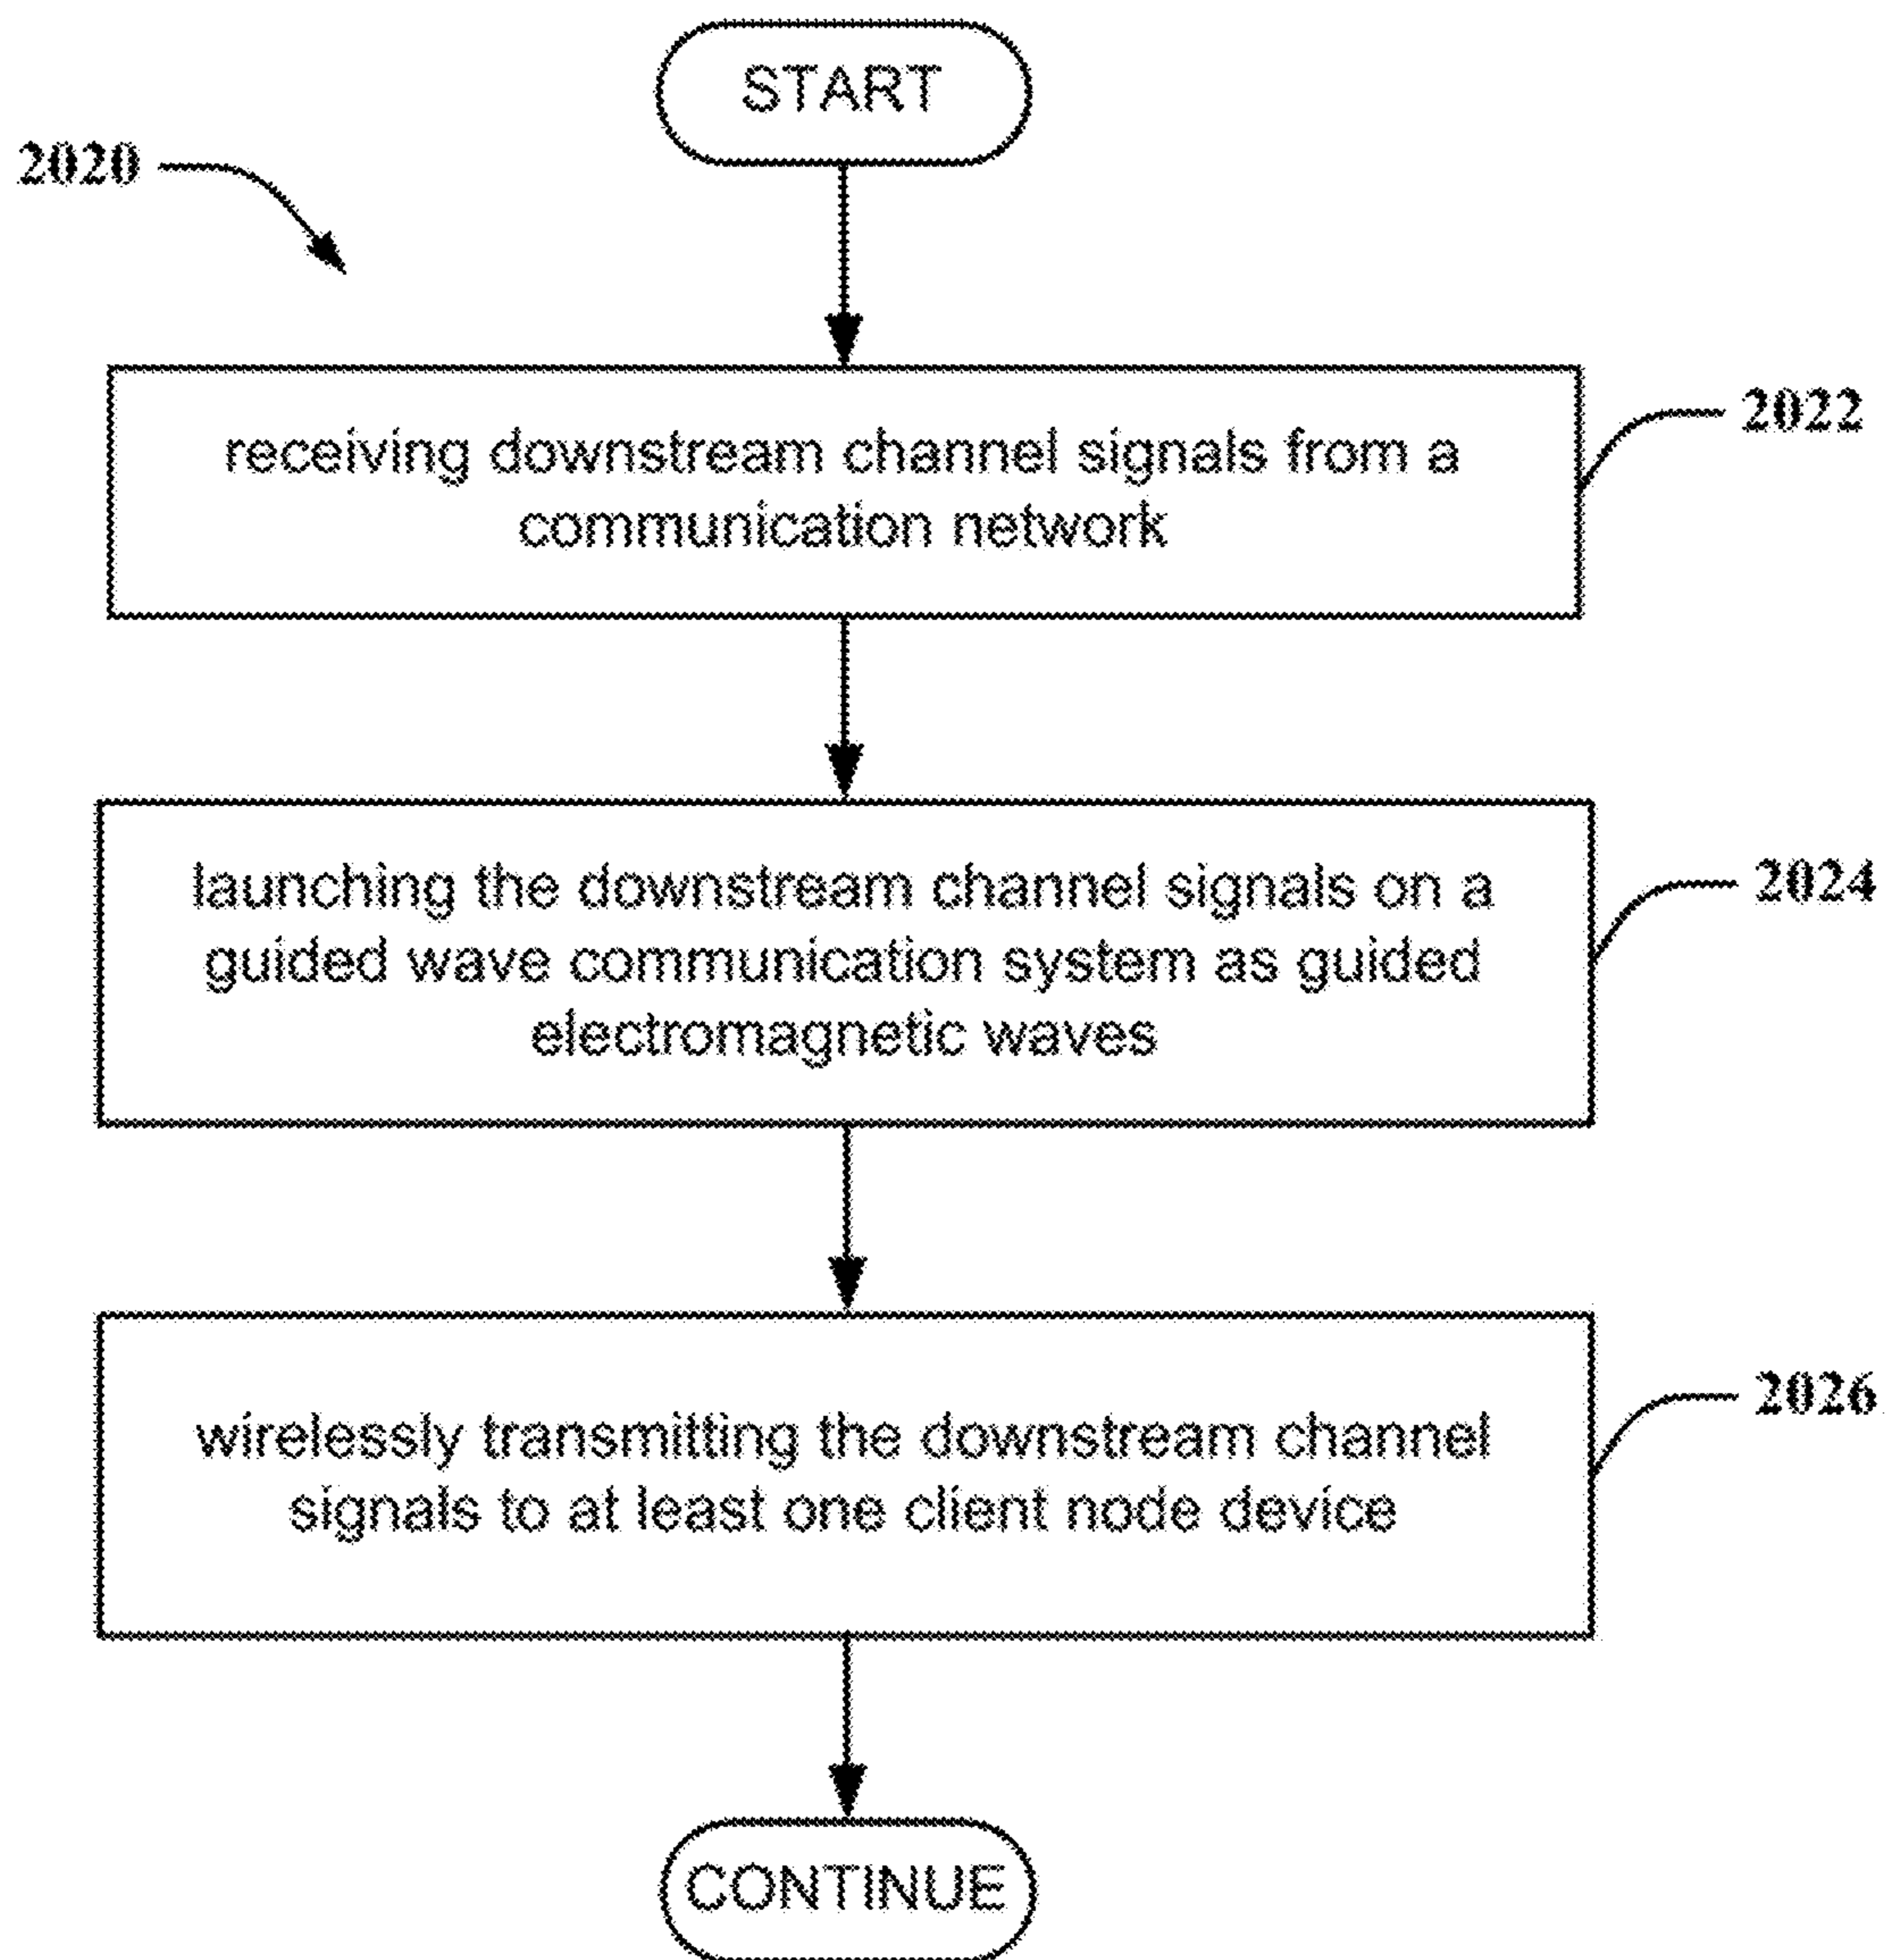 START
2020
receiving downstream channel signals from a
communication network
2022
launching the downstream channel signals on a
guided wave communication system as guided
electromagnetic waves
2024
wirelessly transmitting the downstream channel
signals to at least one client node device
2026
CONTINUE